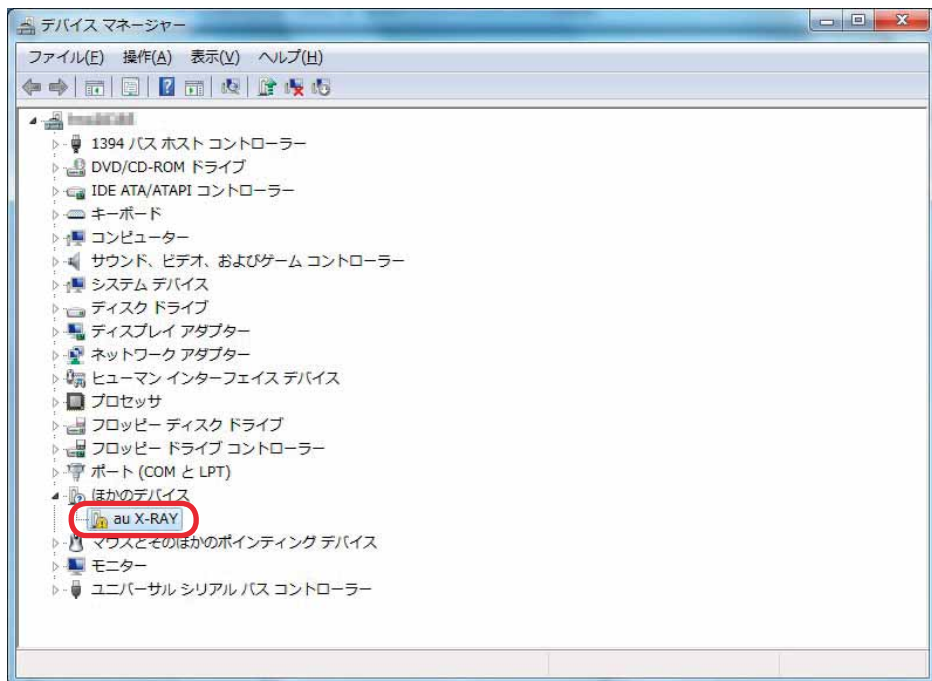 デバイス マネージャー
ファイル(F) 操作(A) 表示(V) ヘルプ(H)
1394 バス ホスト コントローラー
DVD/CD-ROM ドライブ
IDE ATA/ATAPI コントローラー
キーボード
コンピューター
サウンド、ビデオ、およびゲーム コントローラー
システム デバイス
ディスク ドライブ
ディスプレイ アダプター
ネットワーク アダプター
ヒューマン インターフェイス デバイス
プロセッサ
フロッピー ディスク ドライブ
フロッピー ドライブ コントローラー
ポート (COM と LPT)
ほかのデバイス
au X-RAY
マウスとそのほかのポインティング デバイス
モニター
ユニバーサル シリアル バス コントローラー